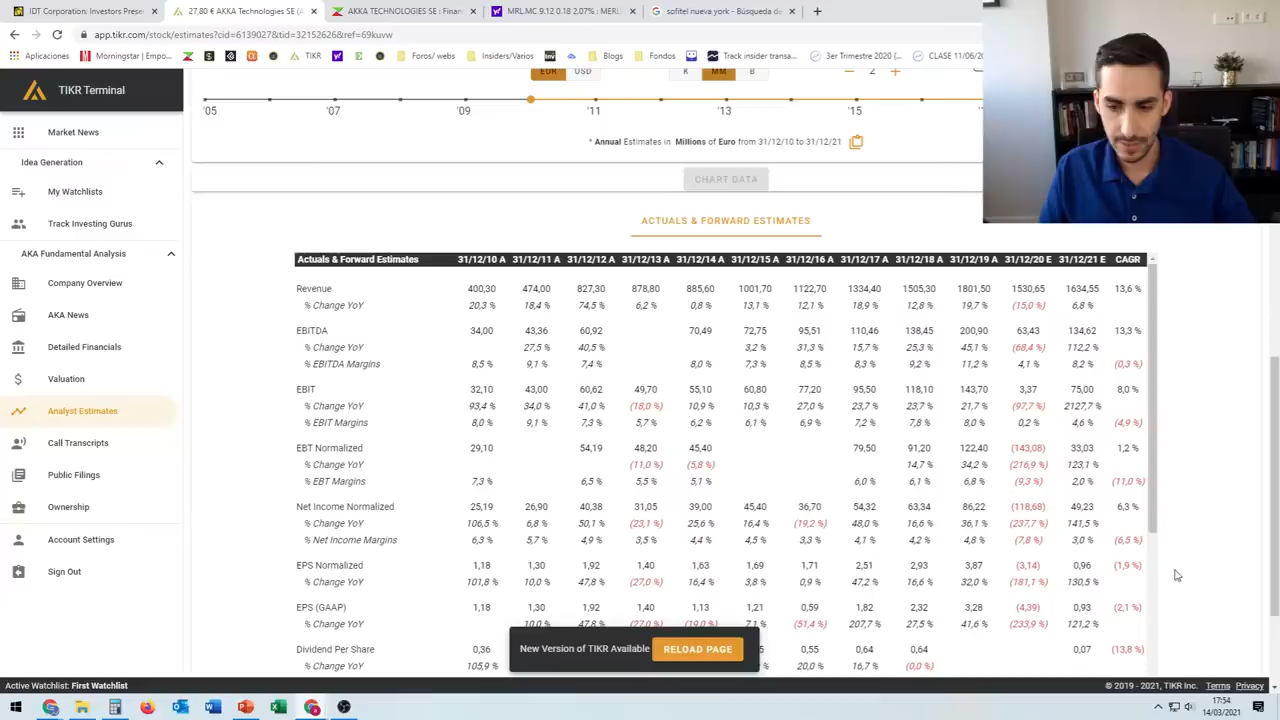 IDT Corporation: Investors Prese
27,80 € AKKA Technologies SE (A
AKKA TECHNOLOGIES SE : Finan
MRL.MC 9.12 0.18 2.07% : MERL
sofitel nueva york - Búsqueda de
app.tikr.com/stock/estimates?cid=6139027&tid=32152626&ref=69kuvw
Aplicaciones
Morningstar | Empo...
TIKR
Foros/ webs
Insiders/Varios
Blogs
Fondos
Track insider transa...
3er Trimestre 2020 (...
CLASE 11/06/2
TIKR Terminal
Market News
Idea Generation
My Watchlists
Track Investing Gurus
AKA Fundamental Analysis
Company Overview
AKA News
Detailed Financials
Valuation
Analyst Estimates
Call Transcripts
Public Filings
Ownership
Account Settings
Sign Out
EUR USD K MM B 2
'05 '07 '09 '11 '13 '15
* Annual Estimates in Millions of Euro from 31/12/10 to 31/12/21
CHART DATA
ACTUALS & FORWARD ESTIMATES
Actuals & Forward Estimates 31/12/10 A 31/12/11 A 31/12/12 A 31/12/13 A 31/12/14 A 31/12/15 A 31/12/16 A 31/12/17 A 31/12/18 A 31/12/19 A 31/12/20 E 31/12/21 E CAGR
Revenue 400,30 474,00 827,30 878,80 885,60 1001,70 1122,70 1334,40 1505,30 1801,50 1530,65 1634,55 13,6 %
% Change YoY 20,3 % 18,4 % 74,5 % 6,2 % 0,8 % 13,1 % 12,1 % 18,9 % 12,8 % 19,7 % (15,0 %) 6,8 %
EBITDA 34,00 43,36 60,92 70,49 72,75 95,51 110,46 138,45 200,90 63,43 134,62 13,3 %
% Change YoY 27,5 % 40,5 % 3,2 % 31,3 % 15,7 % 25,3 % 45,1 % (68,4 %) 112,2 %
% EBITDA Margins 8,5 % 9,1 % 7,4 % 8,0 % 7,3 % 8,5 % 8,3 % 9,2 % 11,2 % 4,1 % 8,2 % (0,3 %)
EBIT 32,10 43,00 60,62 49,70 55,10 60,80 77,20 95,50 118,10 143,70 3,37 75,00 8,0 %
% Change YoY 93,4 % 34,0 % 41,0 % (18,0 %) 10,9 % 10,3 % 27,0 % 23,7 % 23,7 % 21,7 % (97,7 %) 2127,7 %
% EBIT Margins 8,0 % 9,1 % 7,3 % 5,7 % 6,2 % 6,1 % 6,9 % 7,2 % 7,8 % 8,0 % 0,2 % 4,6 % (4,9 %)
EBT Normalized 29,10 54,19 48,20 45,40 79,50 91,20 122,40 (143,08) 33,03 1,2 %
% Change YoY (11,0 %) (5,8 %) 14,7 % 34,2 % (216,9 %) 123,1 %
% EBT Margins 7,3 % 6,5 % 5,5 % 5,1 % 6,0 % 6,1 % 6,8 % (9,3 %) 2,0 % (11,0 %)
Net Income Normalized 25,19 26,90 40,38 31,05 39,00 45,40 36,70 54,32 63,34 86,22 (118,68) 49,23 6,3 %
% Change YoY 106,5 % 6,8 % 50,1 % (23,1 %) 25,6 % 16,4 % (19,2 %) 48,0 % 16,6 % 36,1 % (237,7 %) 141,5 %
% Net Income Margins 6,3 % 5,7 % 4,9 % 3,5 % 4,4 % 4,5 % 3,3 % 4,1 % 4,2 % 4,8 % (7,8 %) 3,0 % (6,5 %)
EPS Normalized 1,18 1,30 1,92 1,40 1,63 1,69 1,71 2,51 2,93 3,87 (3,14) 0,96 (1,9 %)
% Change YoY 101,8 % 10,0 % 47,8 % (27,0 %) 16,4 % 3,8 % 0,9 % 47,2 % 16,6 % 32,0 % (181,1 %) 130,5 %
EPS (GAAP) 1,18 1,30 1,92 1,40 1,13 1,21 0,59 1,82 2,32 3,28 (4,39) 0,93 (2,1 %)
% Change YoY 10,0 % 47,8 % (27,0 %) (19,0 %) 7,1 % (51,4 %) 207,7 % 27,5 % 41,6 % (233,9 %) 121,2 %
Dividend Per Share 0,36 0,55 0,64 0,64 0,07 (13,8 %)
% Change YoY 105,9 % 20,0 % 16,7 % (0,0 %)
New Version of TIKR Available RELOAD PAGE
Active Watchlist: First Watchlist
© 2019 - 2021, TIKR Inc. Terms Privacy
17:54
14/03/2021